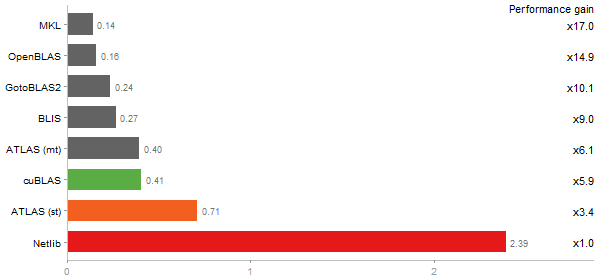 Performance gain
MKL 0.14 x17.0
OpenBLAS 0.16 x14.9
GotoBLAS2 0.24 x10.1
BLIS 0.27 x9.0
ATLAS (mt) 0.40 x6.1
cuBLAS 0.41 x5.9
ATLAS (st) 0.71 x3.4
Netlib 2.39 x1.0
0 1 2